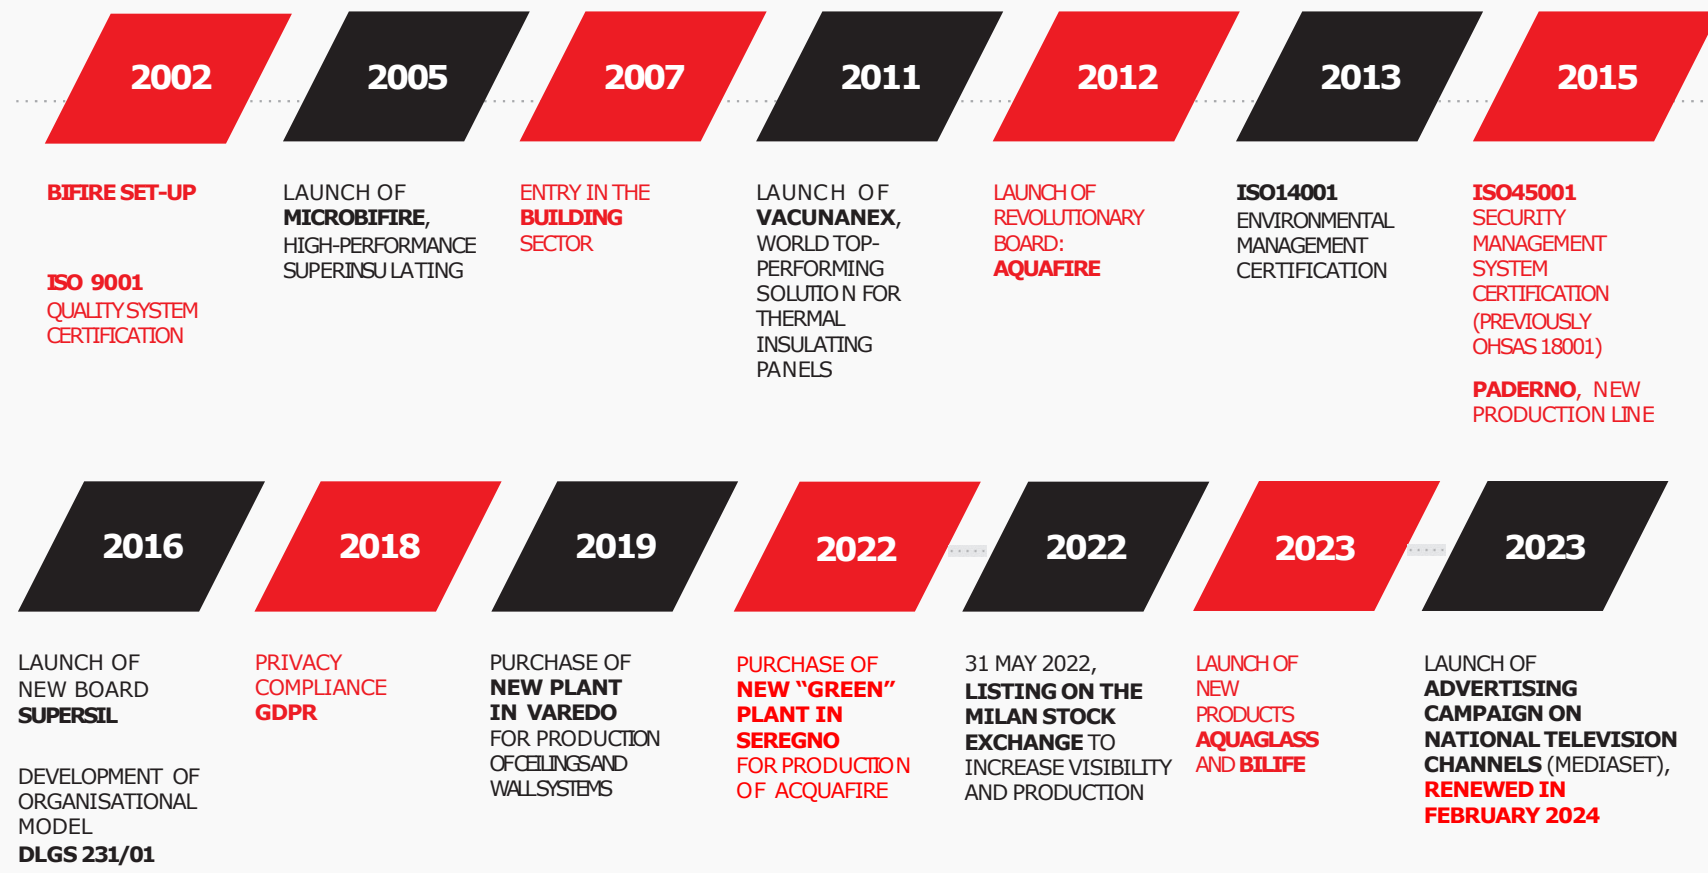 2002
BIFIRE SET-UP
ISO 9001
QUALITY SYSTEM
CERTIFICATION
2005
LAUNCH OF
MICROBIFIRE,
HIGH-PERFORMANCE
SUPERINSULATING
2007
ENTRY IN THE
BUILDING
SECTOR
2011
LAUNCH OF
VACUNANEX,
WORLD TOP-
PERFORMING
SOLUTION FOR
THERMAL
INSULATING
PANELS
2012
LAUNCH OF
REVOLUTIONARY
BOARD:
AQUAFIRE
2013
ISO14001
ENVIRONMENTAL
MANAGEMENT
CERTIFICATION
2015
ISO45001
SECURITY
MANAGEMENT
SYSTEM
CERTIFICATION
(PREVIOUSLY
OHSAS 18001)
PADERNO, NEW
PRODUCTION LINE
2016
LAUNCH OF
NEW BOARD
SUPERSIL
DEVELOPMENT OF
ORGANISATIONAL
MODEL
DLGS 231/01
2018
PRIVACY
COMPLIANCE
GDPR
2019
PURCHASE OF
NEW PLANT
IN VAREDO
FOR PRODUCTION
OF CEILINGS AND
WALL SYSTEMS
2022
PURCHASE OF
NEW “GREEN”
PLANT IN
SEREGNO
FOR PRODUCTION
OF ACQUAFIRE
2022
31 MAY 2022,
LISTING ON THE
MILAN STOCK
EXCHANGE TO
INCREASE VISIBILITY
AND PRODUCTION
2023
LAUNCH OF
NEW
PRODUCTS
AQUAGLASS
AND BILIFE
2023
LAUNCH OF
ADVERTISING
CAMPAIGN ON
NATIONAL TELEVISION
CHANNELS (MEDIASET),
RENEWED IN
FEBRUARY 2024